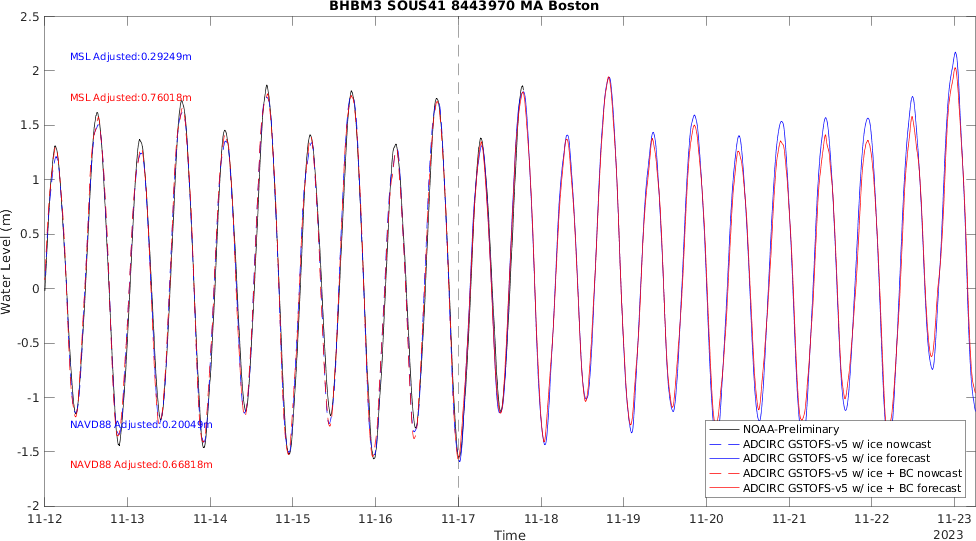 BHBM3 SOUS41 8443970 MA Boston
2.5
2
1.5
1
0.5
0
-0.5
-1
-1.5
-2
Water Level (m)
MSL Adjusted:0.29249m
MSL Adjusted:0.76018m
NAVD88 Adjusted:0.20049m
NAVD88 Adjusted:0.66818m
NOAA-Preliminary
ADCIRC GSTOFS-v5 w/ ice nowcast
ADCIRC GSTOFS-v5 w/ ice forecast
ADCIRC GSTOFS-v5 w/ ice + BC nowcast
ADCIRC GSTOFS-v5 w/ ice + BC forecast
11-12 11-13 11-14 11-15 11-16 11-17 11-18 11-19 11-20 11-21 11-22 11-23
Time
2023